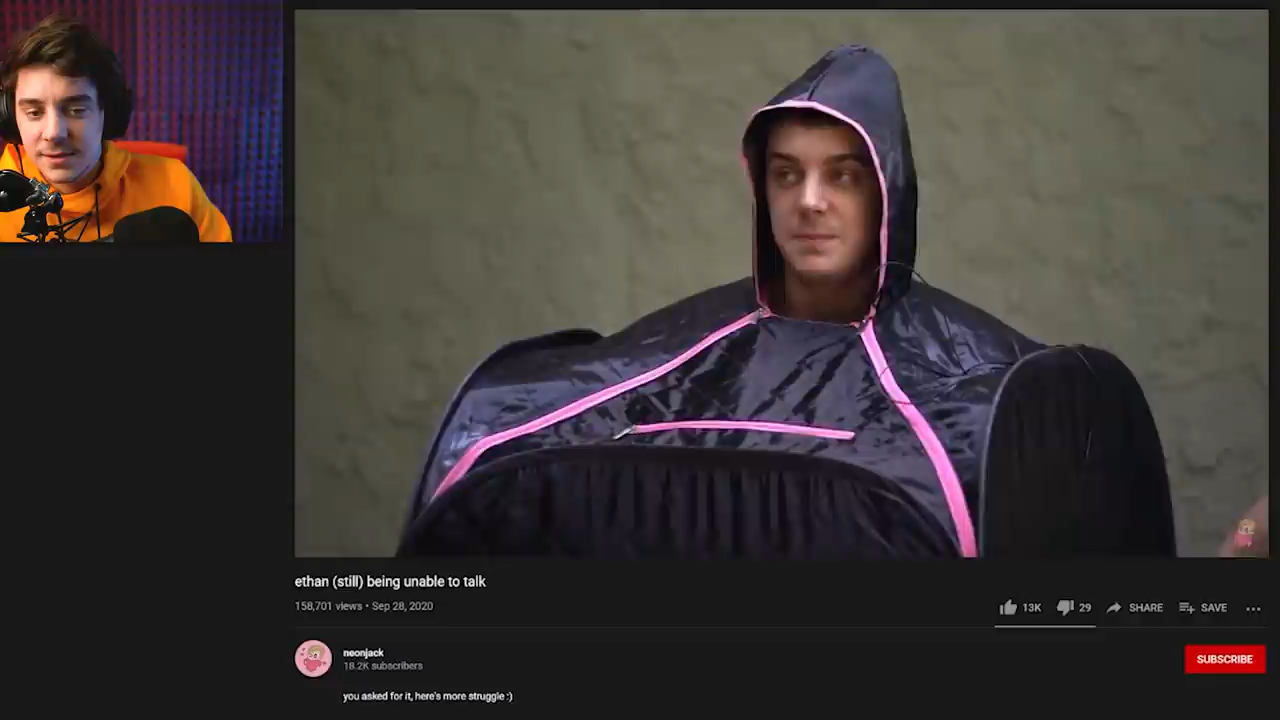 ethan (still) being unable to talk
158,701 views • Sep 28, 2020
13K 29 SHARE SAVE
neonjack
18.2K subscribers
SUBSCRIBE
you asked for it, here's more struggle :)